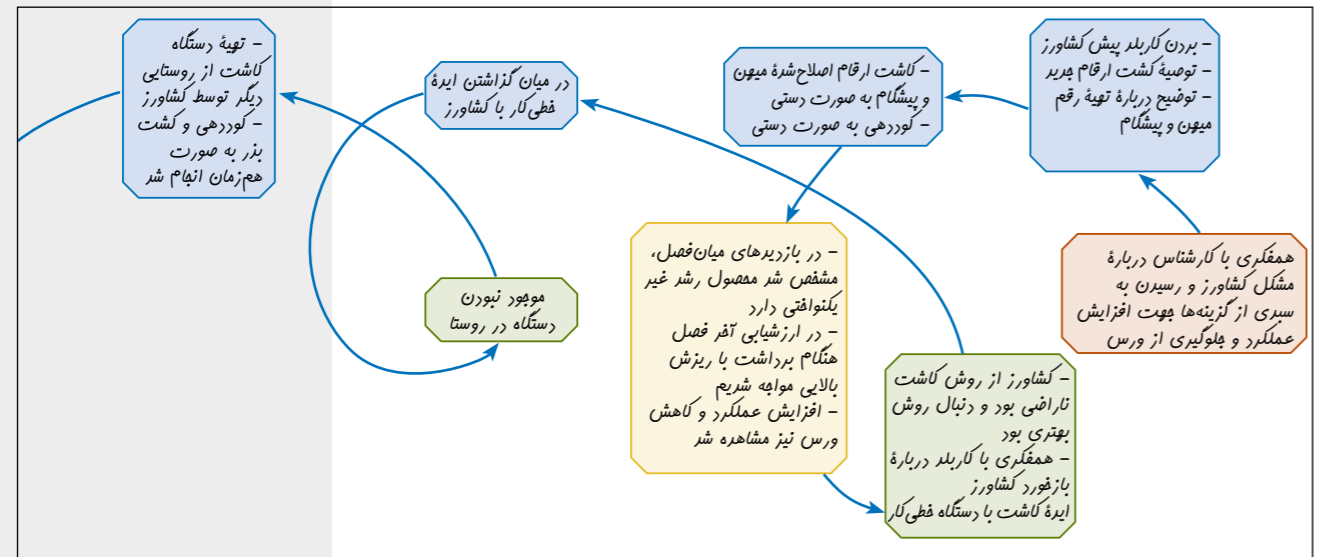 همفکری با کارشناس دربارهٔ
مشکل کشاورز و رسیدن به
سبدی از گزینه‌ها جهت افزایش
عملکرد و جلوگیری از ورس
- بردن کاربلد پیش کشاورز
- توصیهٔ کشت ارقام جدید
- توضیح دربارهٔ تهیهٔ رقم
میهن و پیشگام
- کاشت ارقام اصلاح‌شدهٔ میهن
و پیشگام به صورت دستی
- کوددهی به صورت دستی
- در بازدیدهای میان‌فصل،
مشخص شد محصول رشد غیر
یکنواختی دارد
- در ارزشیابی آخر فصل
هنگام برداشت با ریزش
بالایی مواجه شدیم
- افزایش عملکرد و کاهش
ورس نیز مشاهده شد
- کشاورز از روش کاشت
ناراضی بود و دنبال روش
بهتری بود
- همفکری با کاربلد دربارهٔ
بازخورد کشاورز
ایدهٔ کاشت با دستگاه خطی‌کار
در میان گذاشتن ایدهٔ
خطی‌کار با کشاورز
موجود نبودن
دستگاه در روستا
- تهیهٔ دستگاه
کاشت از روستایی
دیگر توسط کشاورز
- کوددهی و کشت
بذر به صورت
هم‌زمان انجام شد